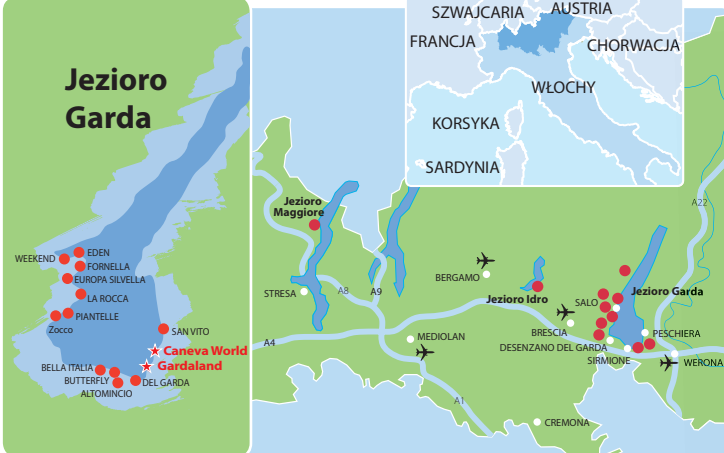 Jezioro
Garda
WEEKEND
EDEN
FORNELLA
EUROPA SILVELLA
LA ROCCA
PIANTELLE
Zocco
SAN VITO
Caneva World
Gardaland
BELLA ITALIA
BUTTERFLY
ALTOMINCIO
DEL GARDA
SZWAJCARIA
AUSTRIA
FRANCJA
CHORWACJA
WŁOCHY
KORSYKA
SARDYNIA
Jezioro
Maggiore
A22
STRESA
A8
A9
BERGAMO
Jezioro Idro
SALO
Jezioro Garda
A4
MEDIOLAN
BRESCIA
DESENZANO DEL GARDA
SIRMIONE
PESCHIERA
WERONA
A1
CREMONA